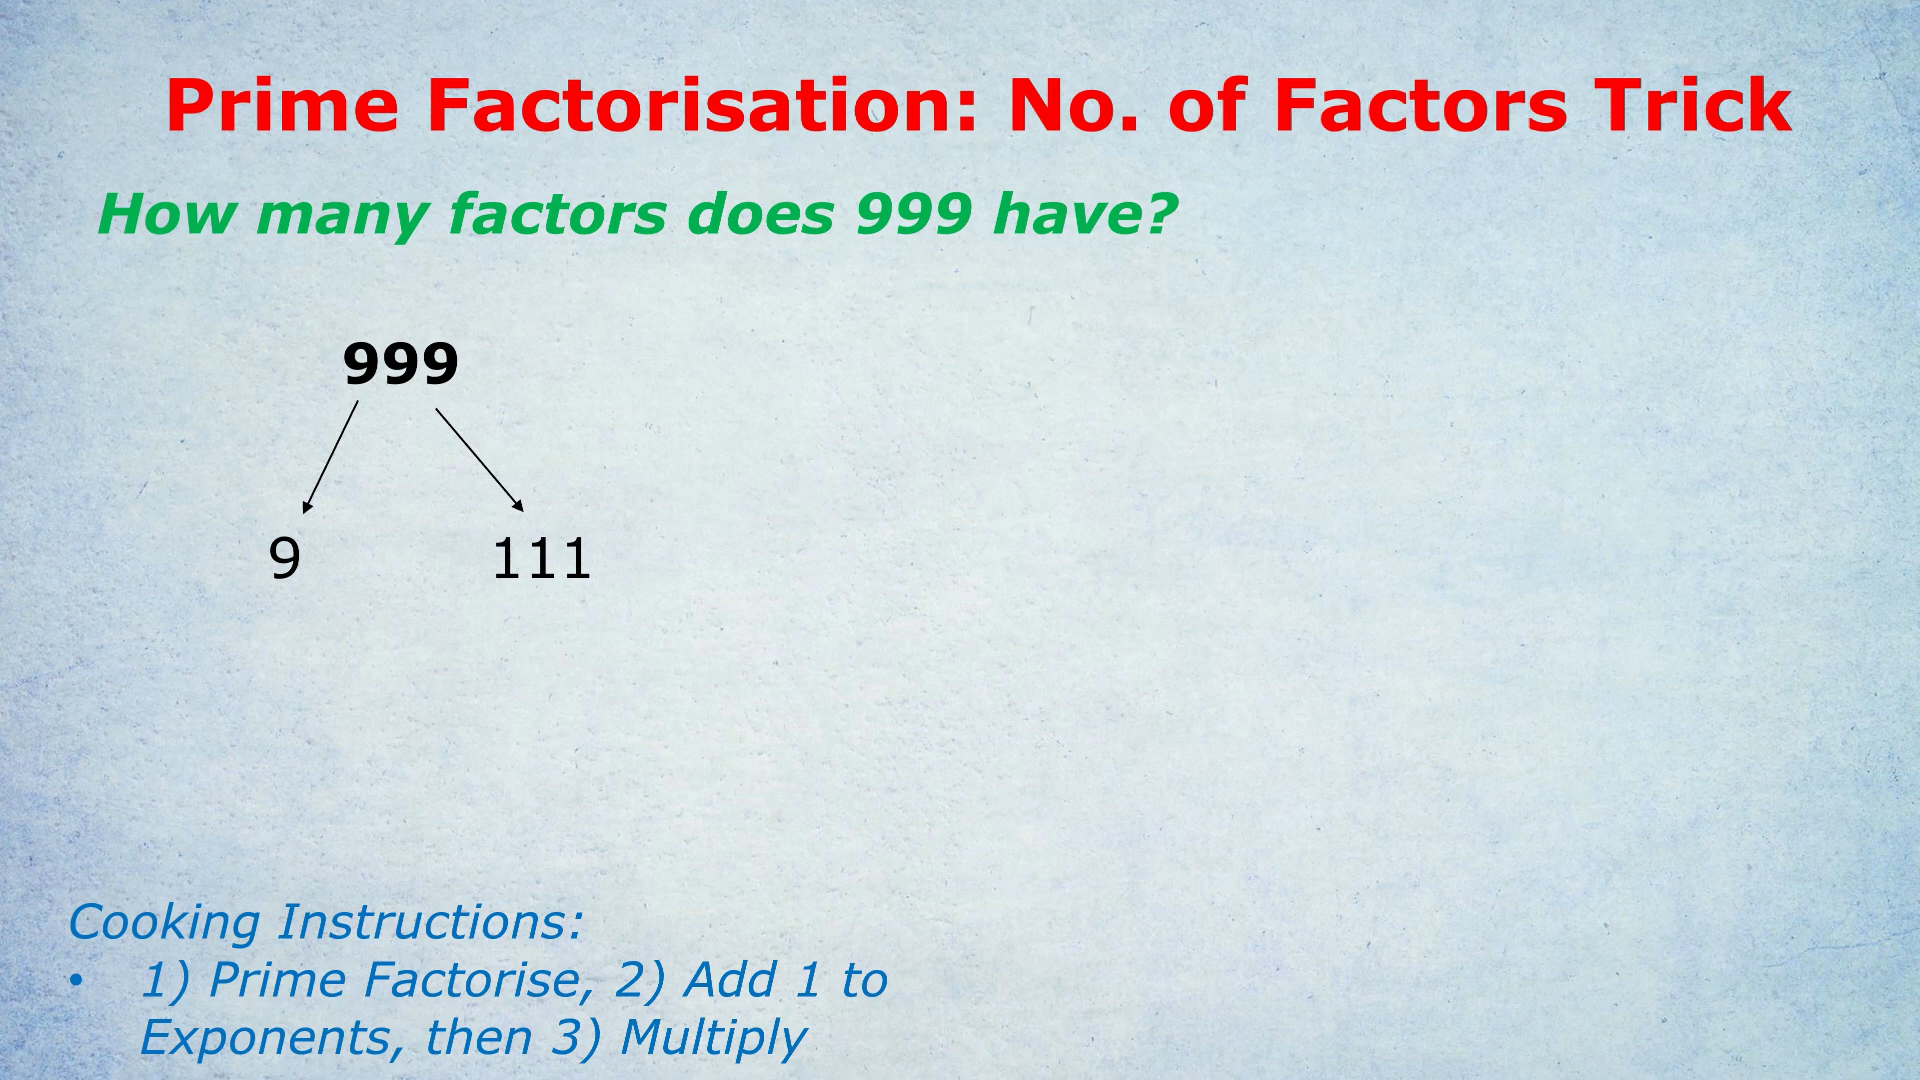 Prime Factorisation: No. of Factors Trick
How many factors does 999 have?
999
9 111
Cooking Instructions:
• 1) Prime Factorise, 2) Add 1 to
Exponents, then 3) Multiply